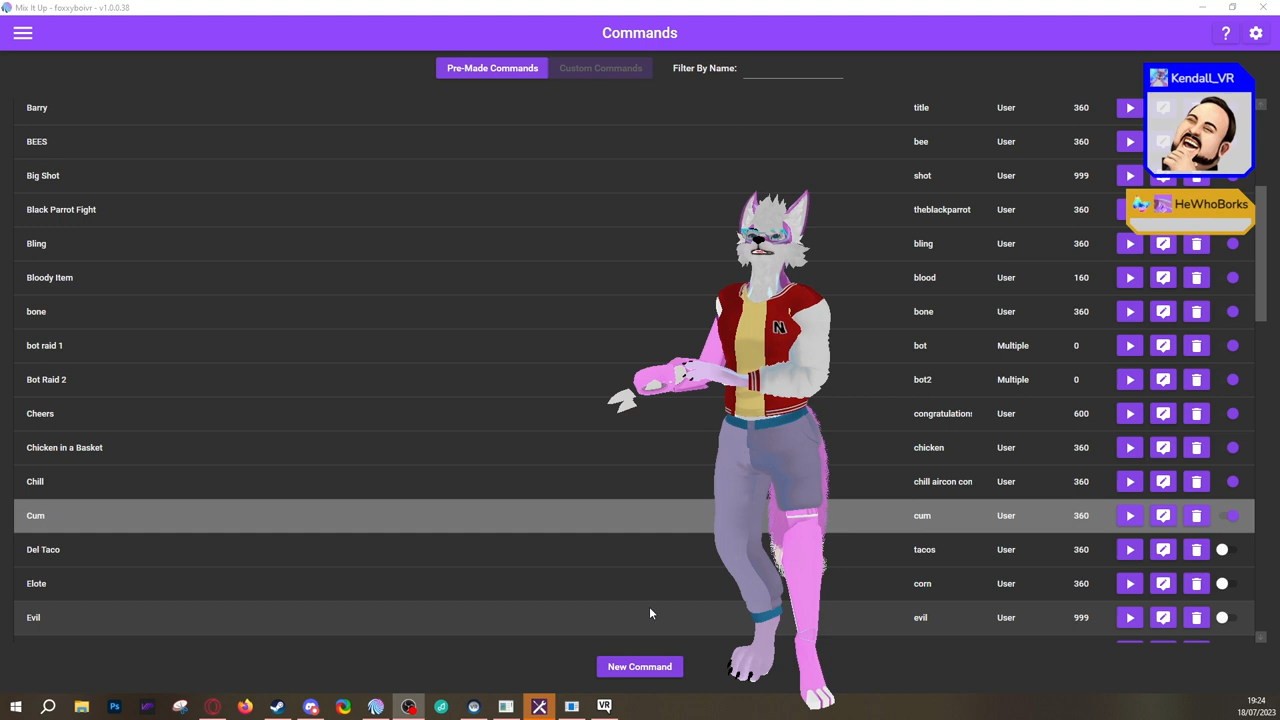 Mix It Up - foxxyboivr - v1.0.0.38
Commands
?
Pre-Made Commands Custom Commands Filter By Name:
Kendall_VR
Barry title User 360
BEES bee User 360
Big Shot shot User 999
Black Parrot Fight theblackparrot User 360
HeWhoBorks
Bling bling User 360
Bloody Item blood User 160
bone bone User 360
N
bot raid 1 bot Multiple 0
Bot Raid 2 bot2 Multiple 0
Cheers congratulations User 600
Chicken in a Basket chicken User 360
Chill chill aircon con User 360
Cum cum User 360
Del Taco tacos User 360
Elote corn User 360
Evil evil User 999
New Command
Ps VR
19:24
18/07/2023